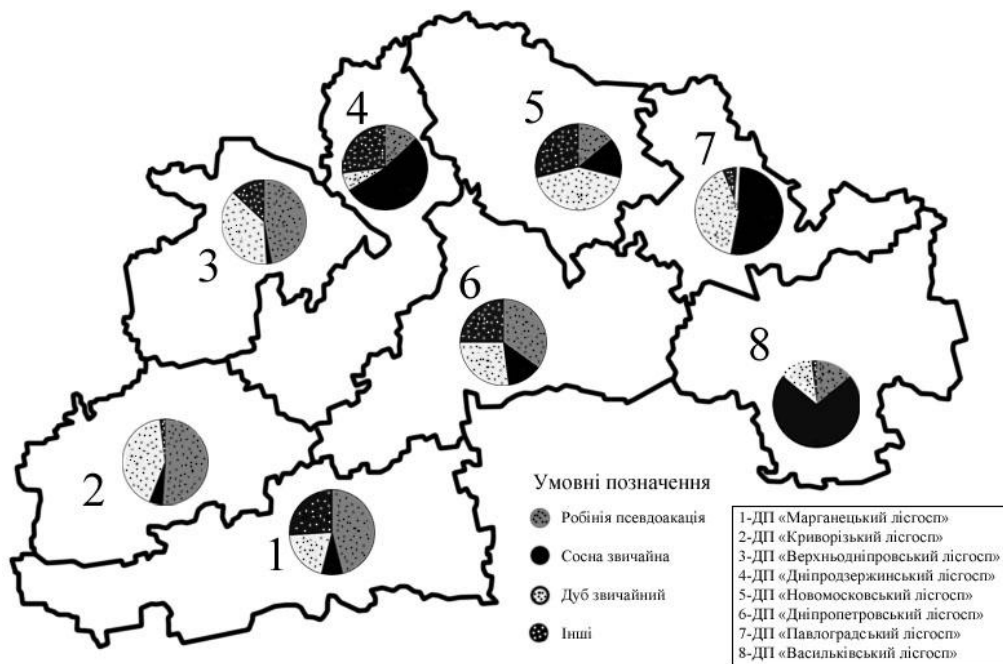 4
5
7
3
6
8
2
1
Умовні позначення
Робінія псевдоакація
Сосна звичайна
Дуб звичайний
Інші
1-ДП «Марганецький лісгосп»
2-ДП «Криворізький лісгосп»
3-ДП «Верхньодніпровський лісгосп»
4-ДП «Дніпродзержинський лісгосп»
5-ДП «Новомосковський лісгосп»
6-ДП «Дніпропетровський лісгосп»
7-ДП «Павлоградський лісгосп»
8-ДП «Васильківський лісгосп»